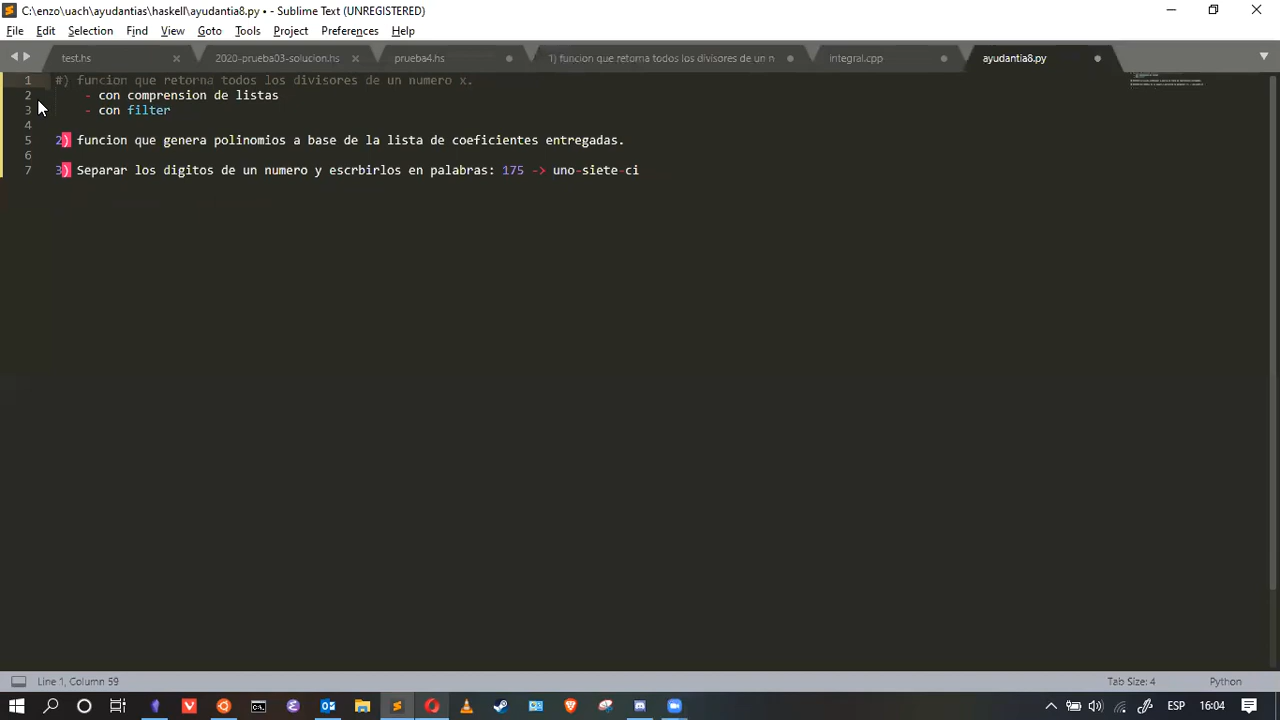 C:\enzo\uach\ayudantias\haskell\ayudantia8.py • - Sublime Text (UNREGISTERED)
File Edit Selection Find View Goto Tools Project Preferences Help
test.hs 2020-prueba03-solucion.hs prueba4.hs 1) funcion que retorna todos los divisores de un n integral.cpp ayudantia8.py
1 #) funcion que retorna todos los divisores de un numero x.
2 - con comprension de listas
3 - con filter
4
5 2) funcion que genera polinomios a base de la lista de coeficientes entregadas.
6
7 3) Separar los digitos de un numero y escrbirlos en palabras: 175 -> uno-siete-ci
Line 1, Column 59 Tab Size: 4 Python
ESP 16:04